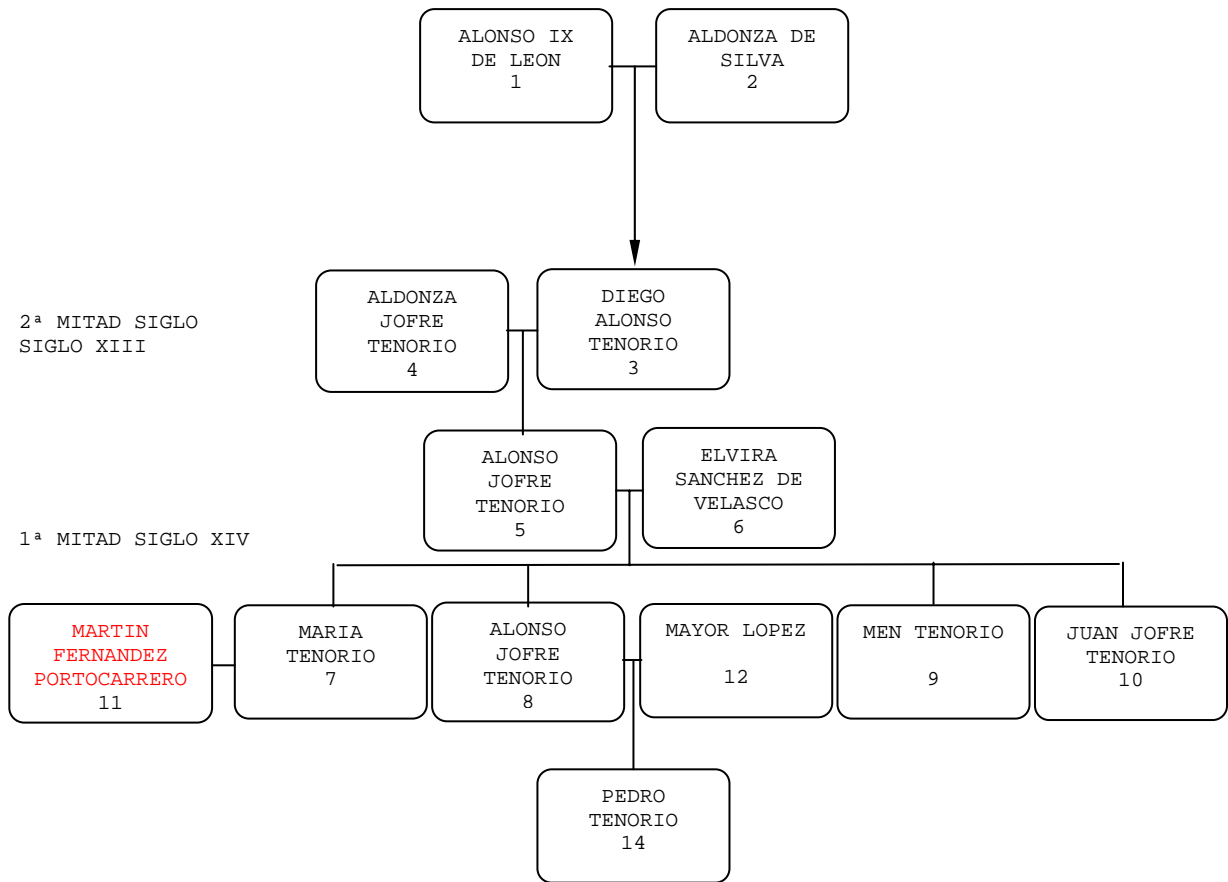 ALONSO IX
DE LEON
1
ALDONZA DE
SILVA
2
2ª MITAD SIGLO
SIGLO XIII
ALDONZA
JOFRE
TENORIO
4
DIEGO
ALONSO
TENORIO
3
ALONSO
JOFRE
TENORIO
5
ELVIRA
SANCHEZ DE
VELASCO
6
1ª MITAD SIGLO XIV
MARTIN
FERNANDEZ
PORTOCARRERO
11
MARIA
TENORIO
7
ALONSO
JOFRE
TENORIO
8
MAYOR LOPEZ
12
MEN TENORIO
9
JUAN JOFRE
TENORIO
10
PEDRO
TENORIO
14